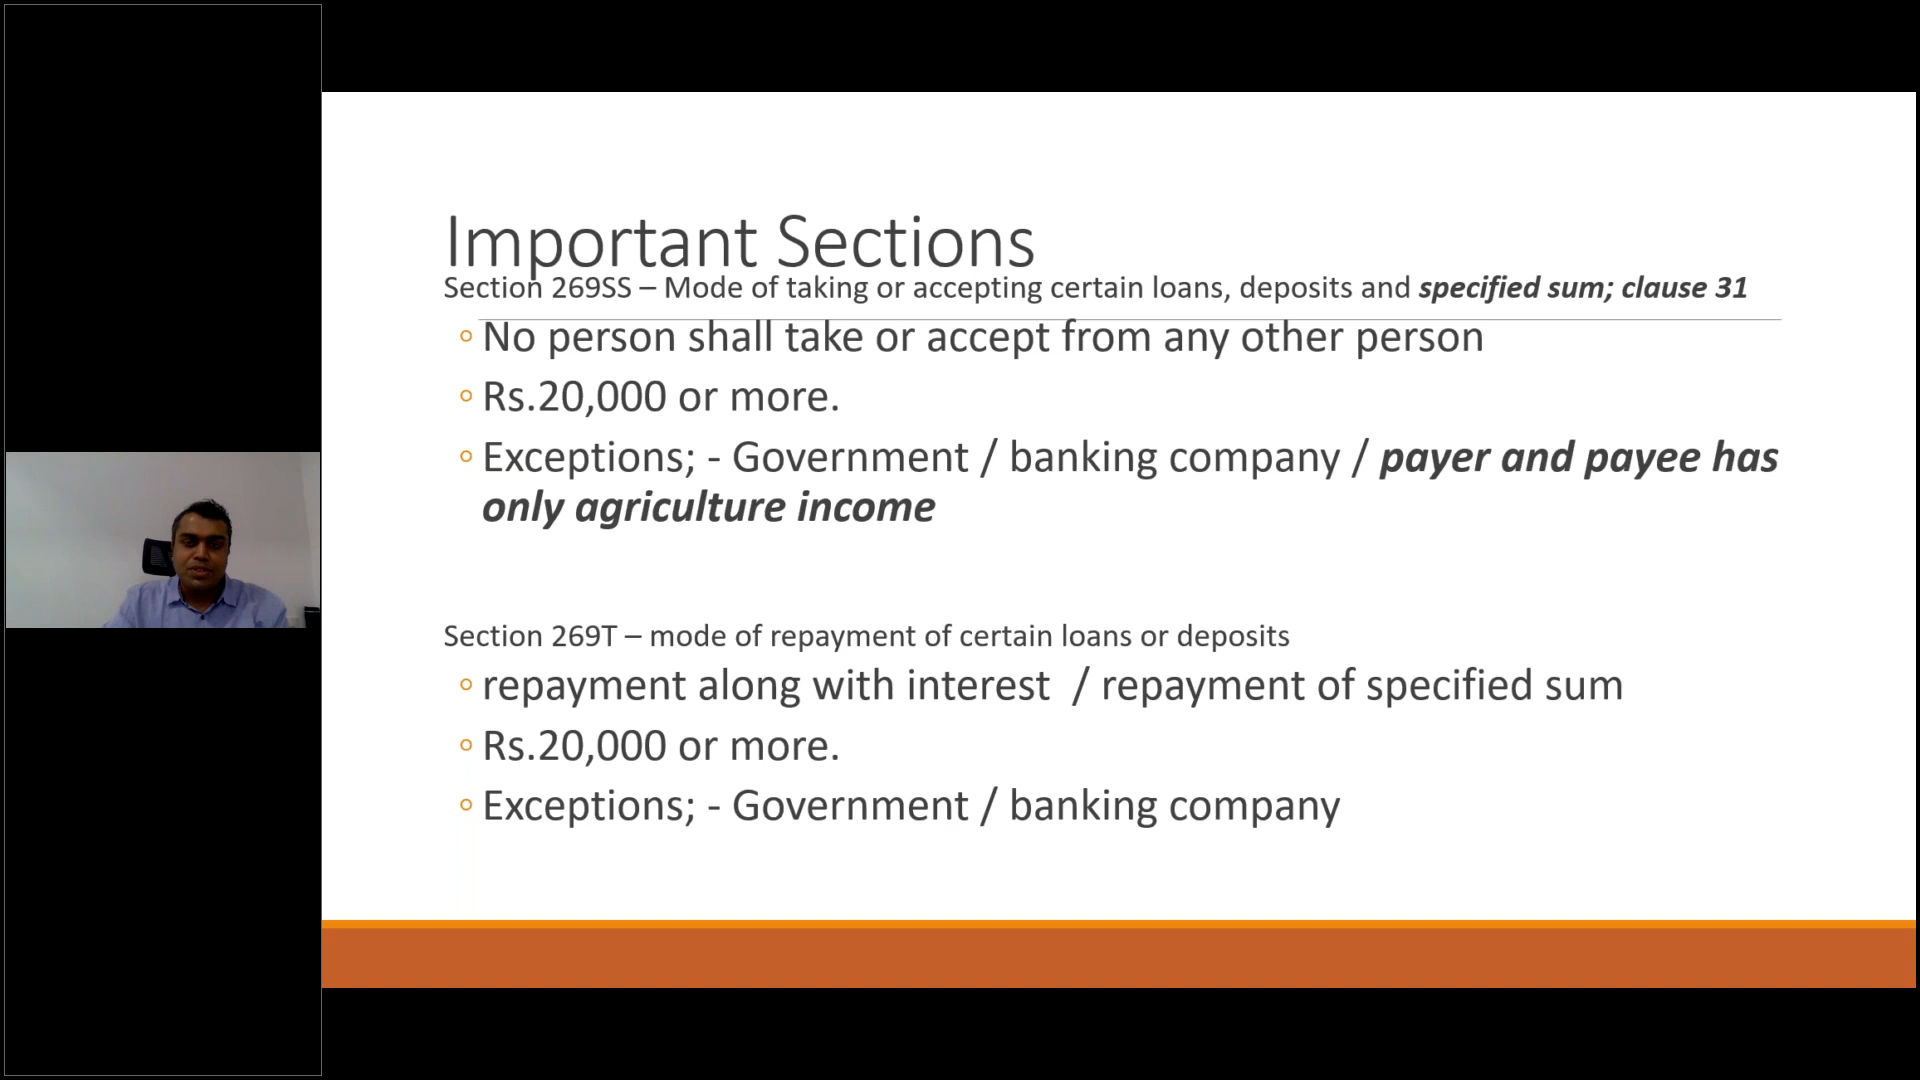 Important Sections
Section 269SS – Mode of taking or accepting certain loans, deposits and specified sum; clause 31
◦ No person shall take or accept from any other person
◦ Rs.20,000 or more.
◦ Exceptions; - Government / banking company / payer and payee has
only agriculture income
Section 269T – mode of repayment of certain loans or deposits
◦ repayment along with interest  / repayment of specified sum
◦ Rs.20,000 or more.
◦ Exceptions; - Government / banking company